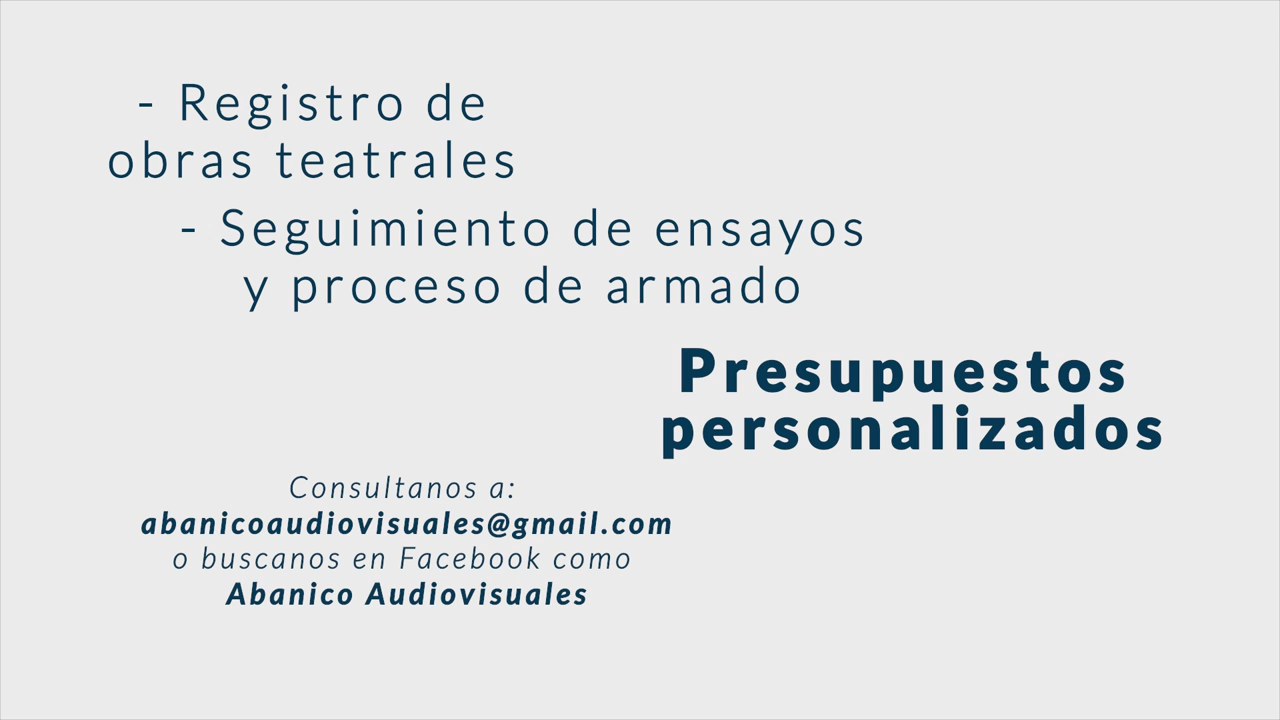 - Registro de
obras teatrales
- Seguimiento de ensayos
y proceso de armado
Presupuestos
personalizados
Consultanos a:
abanicoaudiovisuales@gmail.com
o buscanos en Facebook como
Abanico Audiovisuales